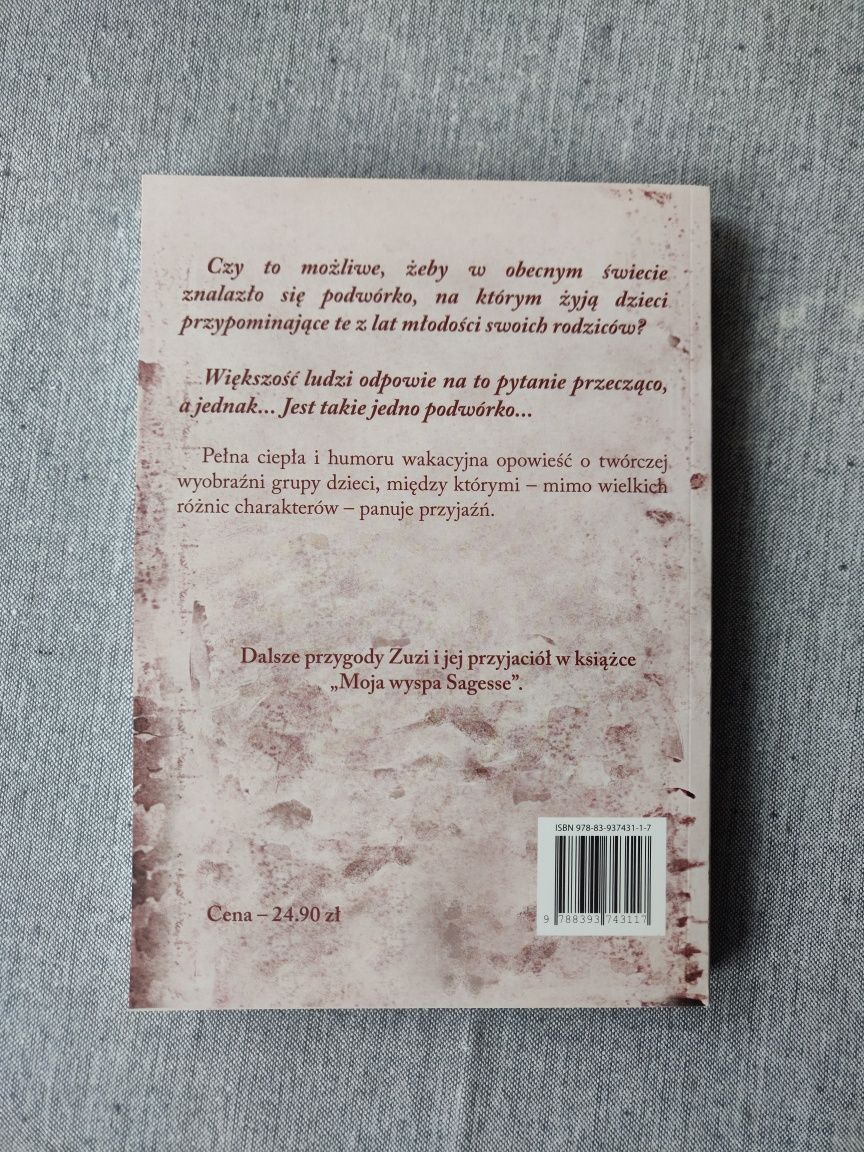 Czy to możliwe, żeby w obecnym świecie
znalazło się podwórko, na którym żyją dzieci
przypominające te z lat młodości swoich rodziców?
Większość ludzi odpowie na to pytanie przecząco,
a jednak... Jest takie jedno podwórko...
Pełna ciepła i humoru wakacyjna opowieść o twórczej
wyobraźni grupy dzieci, między którymi – mimo wielkich
różnic charakterów – panuje przyjaźń.
Dalsze przygody Zuzi i jej przyjaciół w książce
„Moja wyspa Sagesse”.
ISBN 978-83-937431-1-7
9 788393 743117
Cena – 24.90 zł